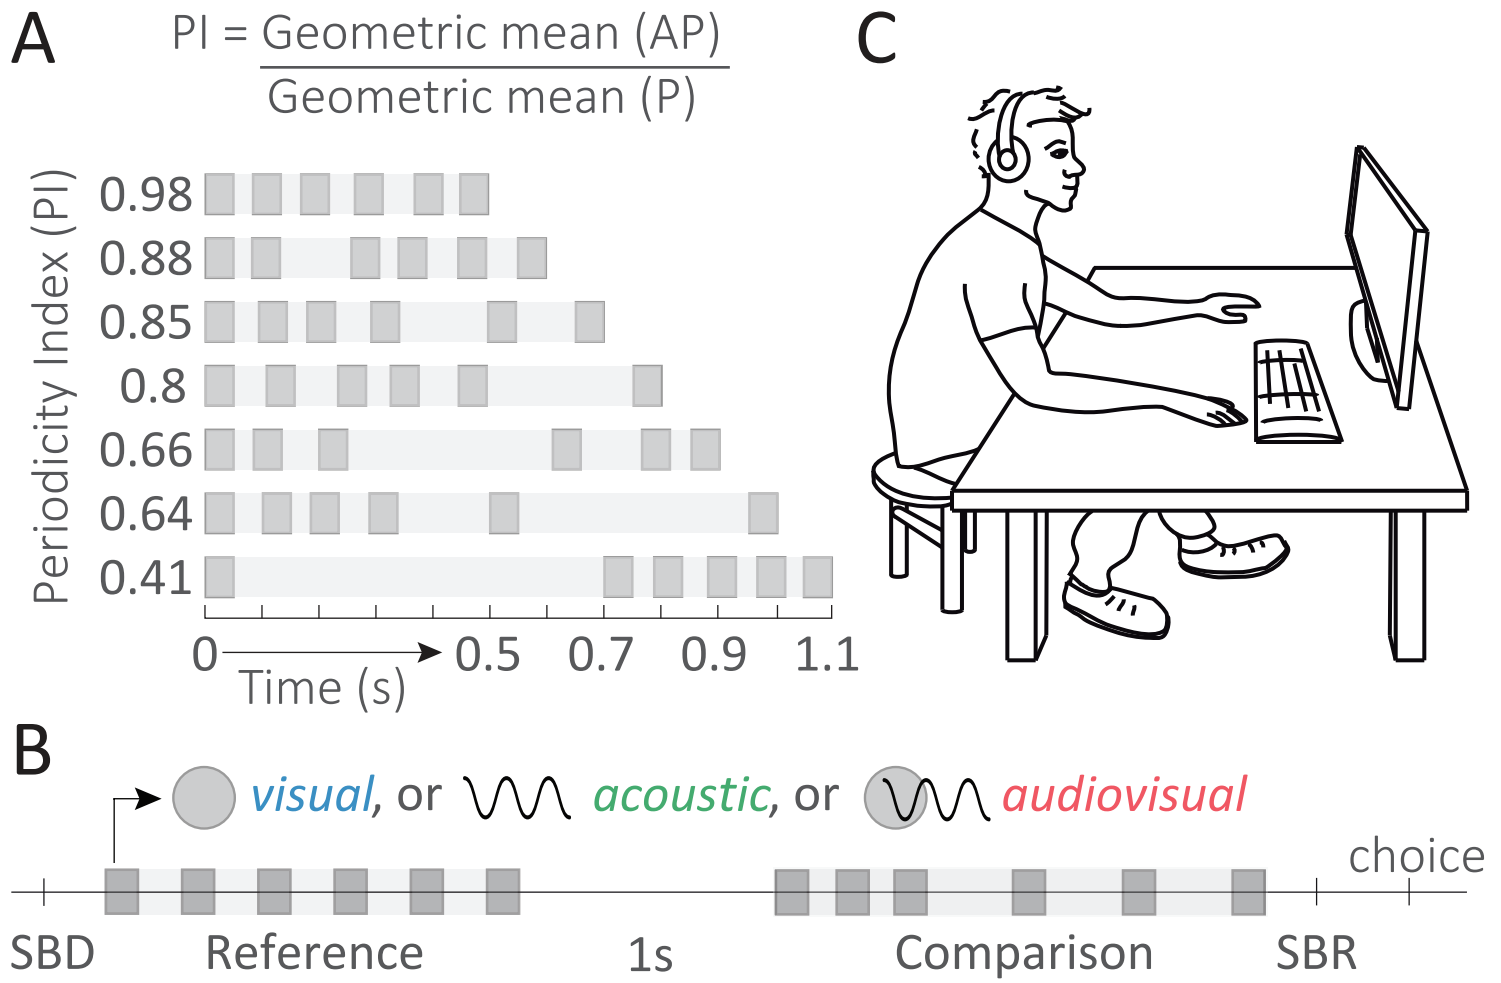 A
PI = Geometric mean (AP)
Geometric mean (P)
Periodicity Index (PI)
0.98
0.88
0.85
0.8
0.66
0.64
0.41
0 0.5 0.7 0.9 1.1
Time (s)
C
B
visual, or acoustic, or audiovisual
choice
SBD Reference 1s Comparison SBR